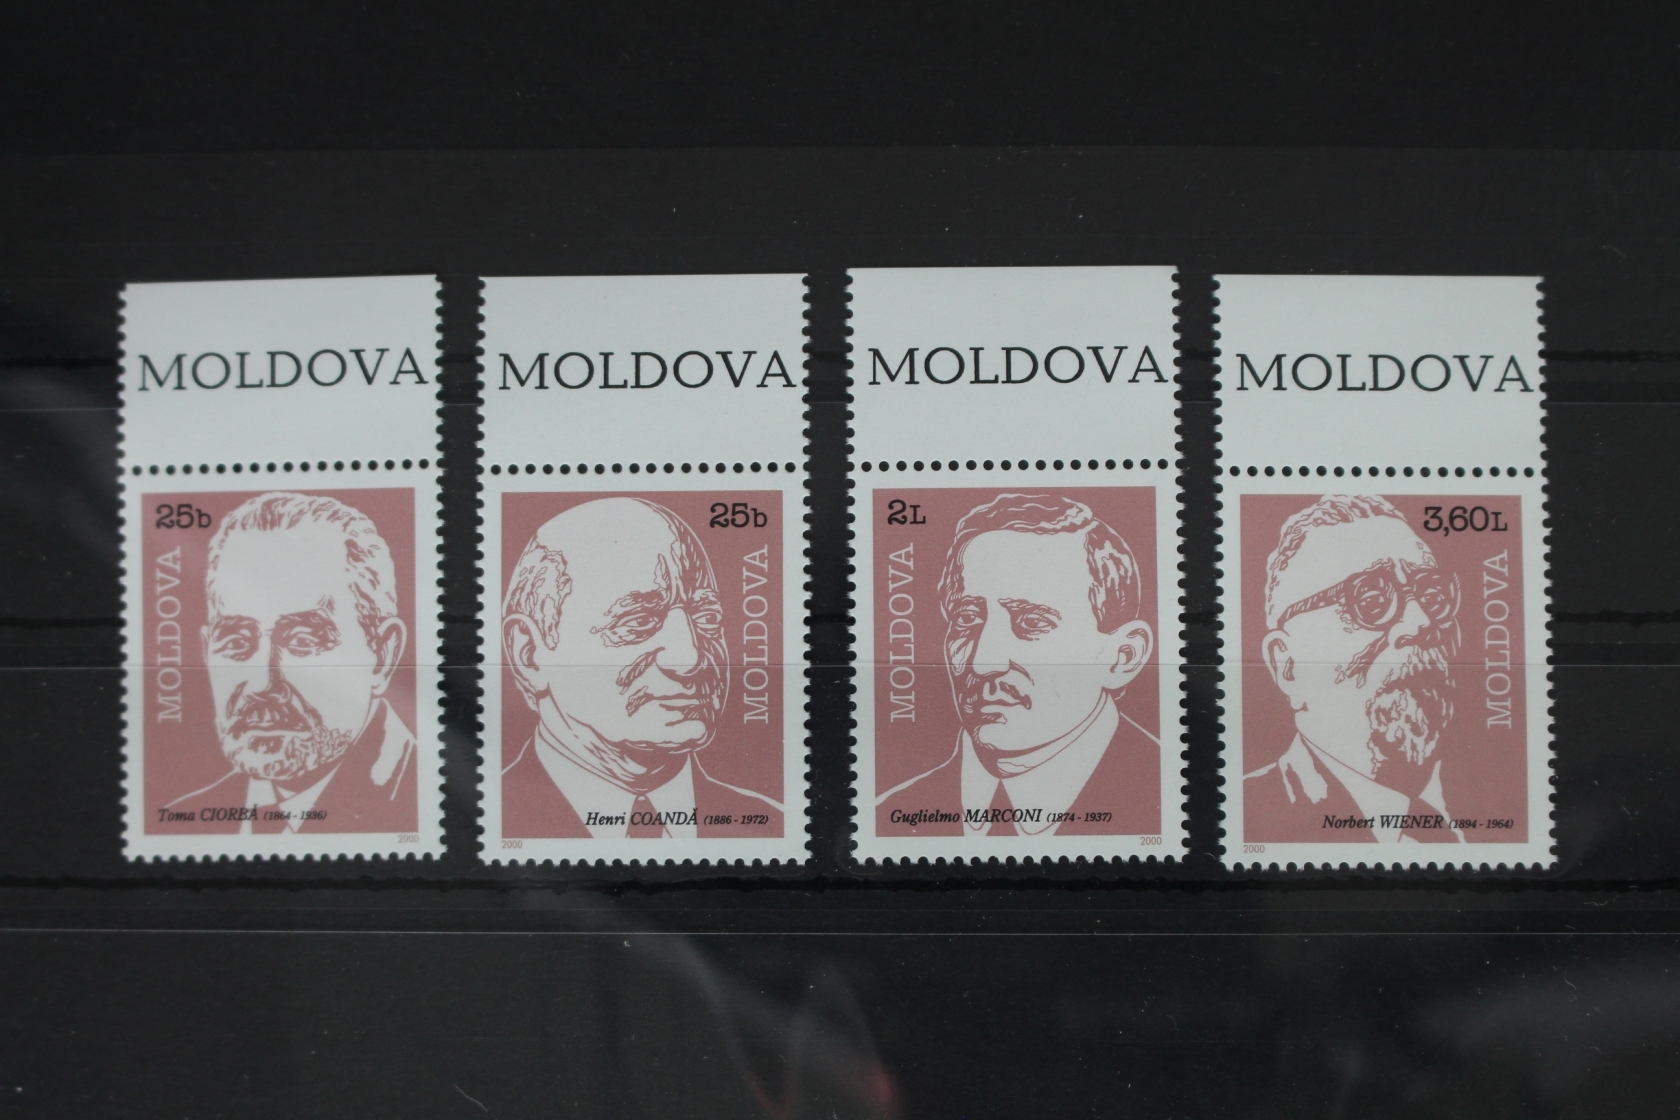 MOLDOVA
25b
MOLDOVA
Toma CIORBĂ (1864 - 1936)
2000
MOLDOVA
25b
MOLDOVA
Henri COANDĂ (1886 - 1972)
2000
MOLDOVA
2L
MOLDOVA
Guglielmo MARCONI (1874 - 1937)
2000
MOLDOVA
3,60L
MOLDOVA
Norbert WIENER (1894 - 1964)
2000